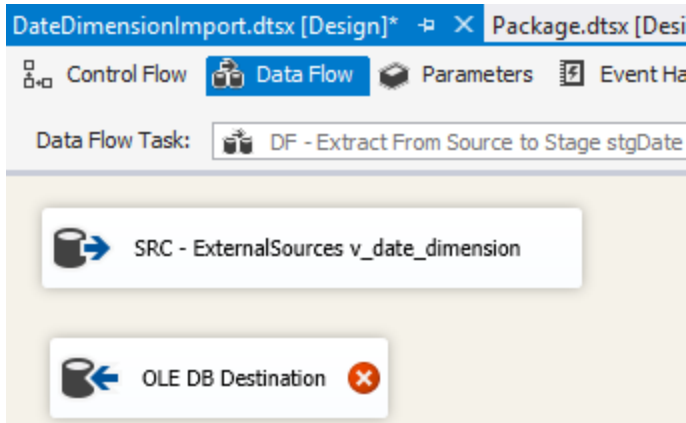 DateDimensionImport.dtsx [Design]* Package.dtsx [Desi
Control Flow Data Flow Parameters Event Ha
Data Flow Task: DF - Extract From Source to Stage stgDate
SRC - ExternalSources v_date_dimension
OLE DB Destination